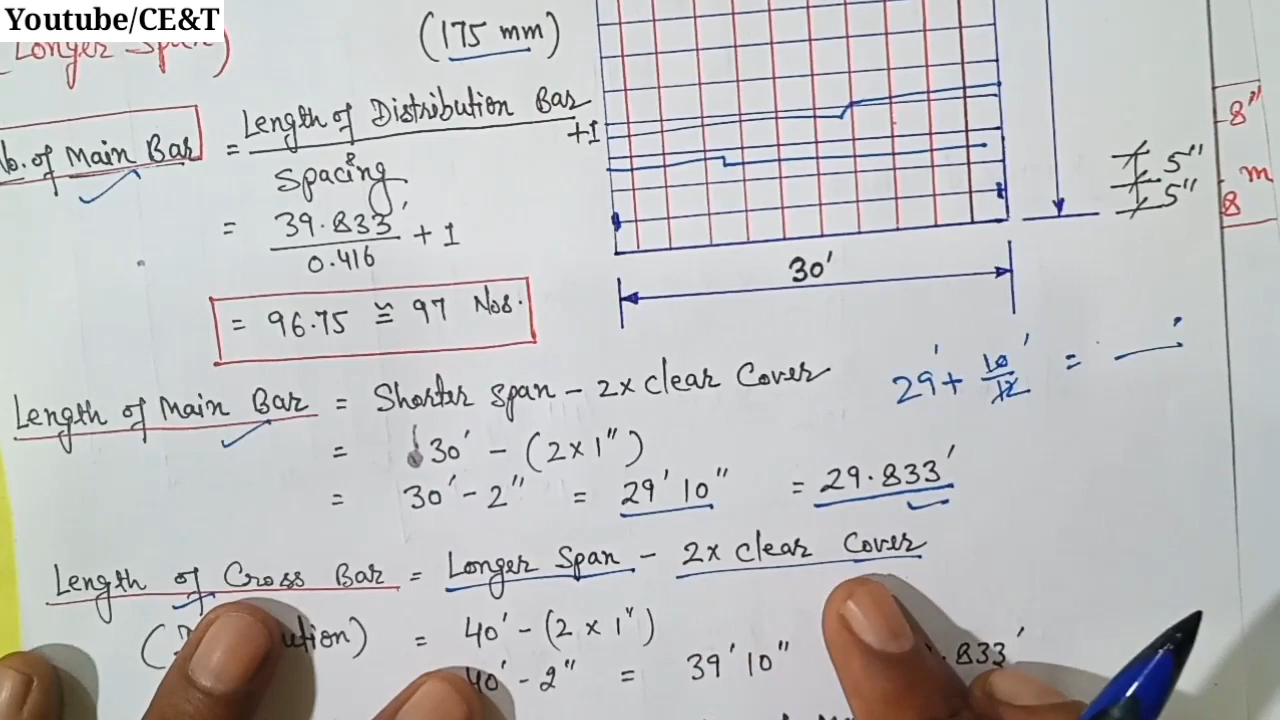 Youtube/CE&T
(Longer Span)
(175 mm)
8"
No. of Main Bar = Length of Distribution Bar
Spacing
+1
5"
5"
m
8
= 39.833' / 0.416 + 1
30'
= 96.75 ≅ 97 Nos.
Length of Main Bar = Shorter Span - 2x Clear Cover
29' + 10'/12 =
= 30' - (2 x 1")
= 30' - 2" = 29' 10" = 29.833'
Length of Cross Bar = Longer Span - 2x Clear Cover
= 40' - (2 x 1")
40' - 2" = 39' 10"
.833'